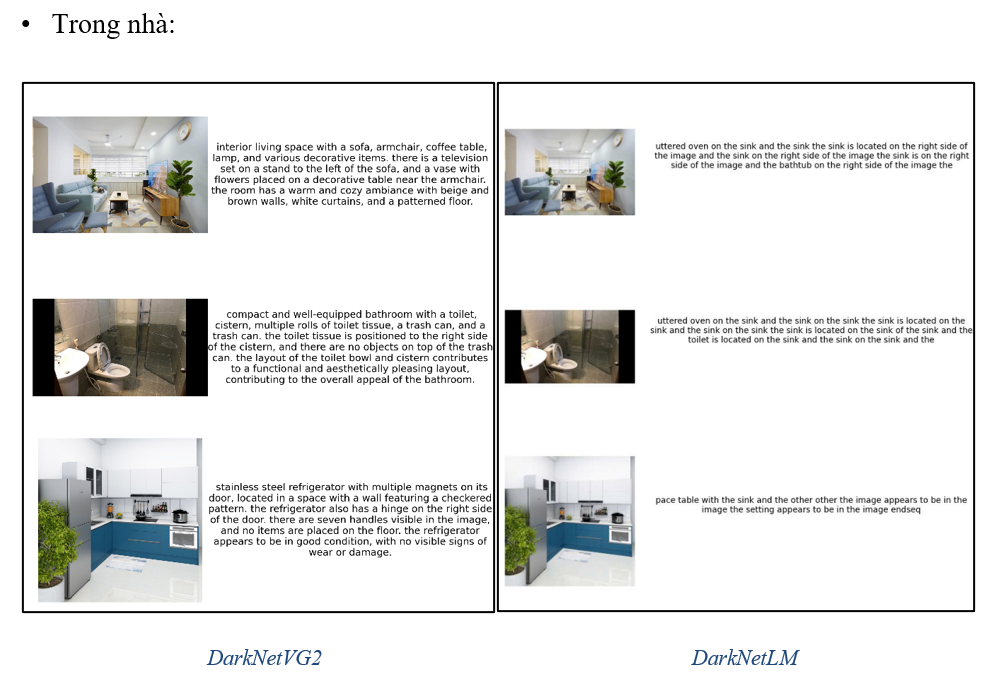 • Trong nhà:
interior living space with a sofa, armchair, coffee table,
lamp, and various decorative items. there is a television
set on a stand to the left of the sofa, and a vase with
flowers placed on a decorative table near the armchair.
the room has a warm and cozy ambiance with beige and
brown walls, white curtains, and a patterned floor.
compact and well-equipped bathroom with a toilet,
cistern, multiple rolls of toilet tissue, a trash can, and a
trash can. the toilet tissue is positioned to the right side
of the cistern, and there are no objects on top of the trash
can. the layout of the toilet bowl and cistern contributes
to a functional and aesthetically pleasing layout,
contributing to the overall appeal of the bathroom.
stainless steel refrigerator with multiple magnets on its
door, located in a space with a wall featuring a checkered
pattern. the refrigerator also has a hinge on the right side
of the door. there are seven handles visible in the image,
and no items are placed on the floor. the refrigerator
appears to be in good condition, with no visible signs of
wear or damage.
uttered oven on the sink and the sink the sink is located on the right side of
the image and the sink on the right side of the image the sink is on the right
side of the image and the bathtub on the right side of the image the
uttered oven on the sink and the sink on the sink the sink is located on the
sink and the sink on the sink the sink is located on the sink of the sink and the
toilet is located on the sink and the sink on the sink and the
pace table with the sink and the other other the image appears to be in the
image the setting appears to be in the image endseq
DarkNetVG2
DarkNetLM